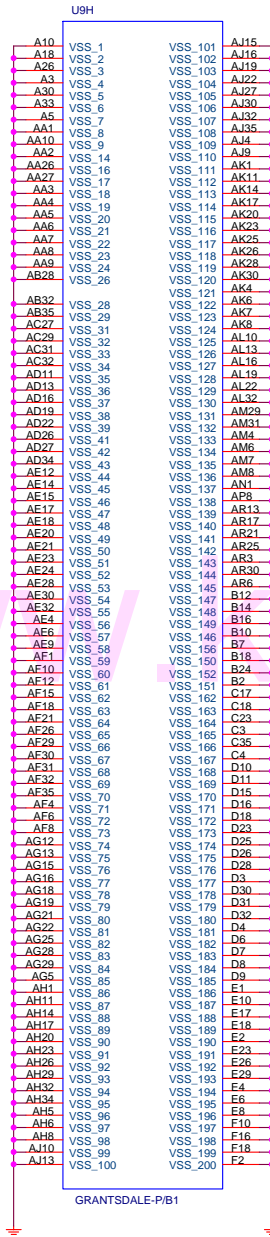 U9H
A10 VSS_1 VSS_101 AJ15
A18 VSS_2 VSS_102 AJ16
A26 VSS_3 VSS_103 AJ19
A3 VSS_4 VSS_104 AJ22
A30 VSS_5 VSS_105 AJ27
A33 VSS_6 VSS_106 AJ30
A5 VSS_7 VSS_107 AJ32
AA1 VSS_8 VSS_108 AJ35
AA10 VSS_9 VSS_109 AJ4
AA2 VSS_14 VSS_110 AJ9
AA26 VSS_16 VSS_111 AK1
AA27 VSS_17 VSS_112 AK11
AA3 VSS_18 VSS_113 AK14
AA4 VSS_19 VSS_114 AK17
AA5 VSS_20 VSS_115 AK20
AA6 VSS_21 VSS_116 AK23
AA7 VSS_22 VSS_117 AK25
AA8 VSS_23 VSS_118 AK26
AA9 VSS_24 VSS_119 AK28
AB28 VSS_26 VSS_120 AK30
VSS_121 AK4
AB32 VSS_28 VSS_122 AK6
AB35 VSS_29 VSS_123 AK7
AC27 VSS_31 VSS_124 AK8
AC29 VSS_32 VSS_125 AL10
AC31 VSS_33 VSS_126 AL13
AC32 VSS_34 VSS_127 AL16
AD11 VSS_35 VSS_128 AL19
AD13 VSS_36 VSS_129 AL22
AD16 VSS_37 VSS_130 AL32
AD19 VSS_38 VSS_131 AM29
AD22 VSS_39 VSS_132 AM31
AD26 VSS_41 VSS_133 AM4
AD27 VSS_42 VSS_134 AM6
AD34 VSS_43 VSS_135 AM7
AE12 VSS_44 VSS_136 AM8
AE14 VSS_45 VSS_137 AN1
AE15 VSS_46 VSS_138 AP8
AE17 VSS_47 VSS_139 AR13
AE18 VSS_48 VSS_140 AR17
AE20 VSS_49 VSS_141 AR21
AE21 VSS_50 VSS_142 AR25
AE23 VSS_51 VSS_143 AR3
AE24 VSS_52 VSS_144 AR30
AE28 VSS_53 VSS_145 AR6
AE30 VSS_54 VSS_147 B12
AE32 VSS_55 VSS_148 B14
AE4 VSS_56 VSS_149 B16
AE6 VSS_57 VSS_146 B10
AE9 VSS_58 VSS_156 B7
AF1 VSS_59 VSS_150 B18
AF10 VSS_60 VSS_152 B24
AF12 VSS_61 VSS_151 B2
AF15 VSS_62 VSS_162 C17
AF18 VSS_63 VSS_163 C18
AF21 VSS_64 VSS_164 C23
AF26 VSS_65 VSS_165 C3
AF29 VSS_66 VSS_166 C35
AF30 VSS_67 VSS_167 C4
AF31 VSS_68 VSS_168 D10
AF32 VSS_69 VSS_169 D11
AF35 VSS_70 VSS_170 D15
AF4 VSS_71 VSS_171 D16
AF6 VSS_72 VSS_172 D18
AF8 VSS_73 VSS_173 D23
AG12 VSS_74 VSS_174 D25
AG13 VSS_75 VSS_175 D26
AG15 VSS_76 VSS_176 D28
AG16 VSS_77 VSS_177 D3
AG18 VSS_78 VSS_178 D30
AG19 VSS_79 VSS_179 D31
AG21 VSS_80 VSS_180 D32
AG22 VSS_81 VSS_181 D4
AG25 VSS_82 VSS_182 D6
AG28 VSS_83 VSS_183 D7
AG29 VSS_84 VSS_184 D8
AG5 VSS_85 VSS_185 D9
AH1 VSS_86 VSS_186 E1
AH11 VSS_87 VSS_187 E10
AH14 VSS_88 VSS_188 E17
AH17 VSS_89 VSS_189 E18
AH20 VSS_90 VSS_190 E2
AH23 VSS_91 VSS_191 E23
AH26 VSS_92 VSS_192 E26
AH29 VSS_93 VSS_193 E29
AH32 VSS_94 VSS_194 E4
AH34 VSS_95 VSS_195 E6
AH5 VSS_96 VSS_196 E8
AH6 VSS_97 VSS_197 F10
AH8 VSS_98 VSS_198 F16
AJ10 VSS_99 VSS_199 F18
AJ13 VSS_100 VSS_200 F2
GRANTSDALE-P/B1